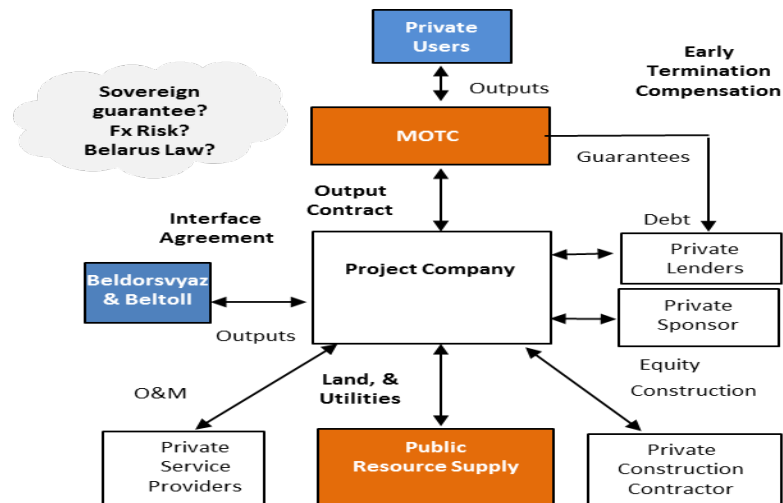 Private
Users
Early
Termination
Compensation
Sovereign
guarantee?
Fx Risk?
Belarus Law?
Outputs
MOTC
Guarantees
Output
Contract
Interface
Agreement
Debt
Project Company
Private
Lenders
Beldorsvyaz
& Beltoll
Private
Sponsor
Outputs
Equity
O&M
Land, &
Utilities
Construction
Private
Service
Providers
Public
Resource Supply
Private
Construction
Contractor